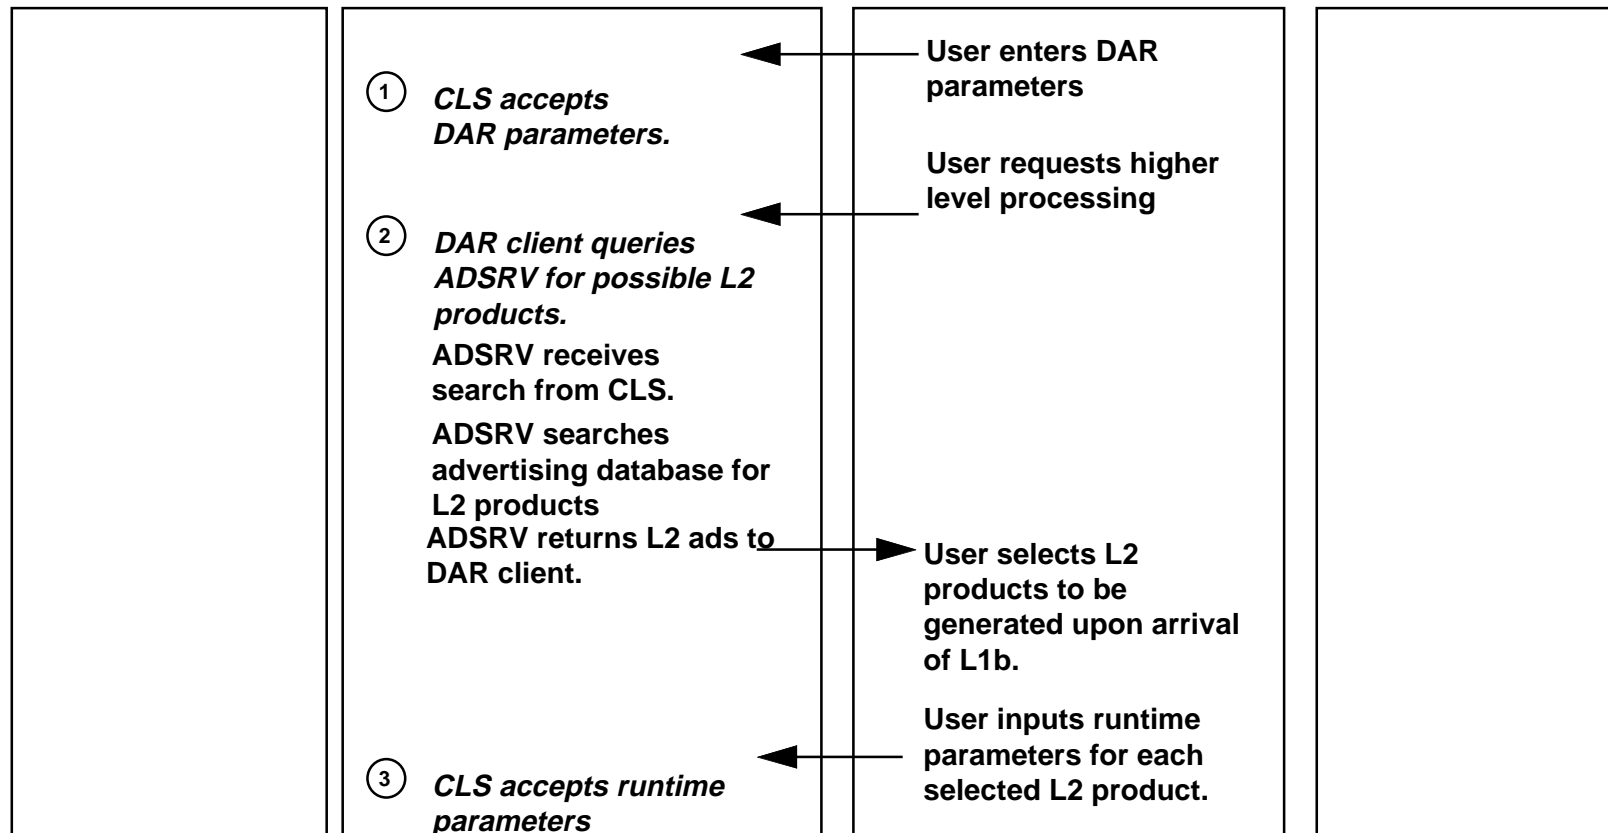 User enters DAR
parameters
1
CLS accepts
DAR parameters.
User requests higher
level processing
2
DAR client queries
ADSRV for possible L2
products.
ADSRV receives
search from CLS.
ADSRV searches
advertising database for
L2 products
ADSRV returns L2 ads to
DAR client.
User selects L2
products to be
generated upon arrival
of L1b.
User inputs runtime
parameters for each
selected L2 product.
3
CLS accepts runtime
parameters